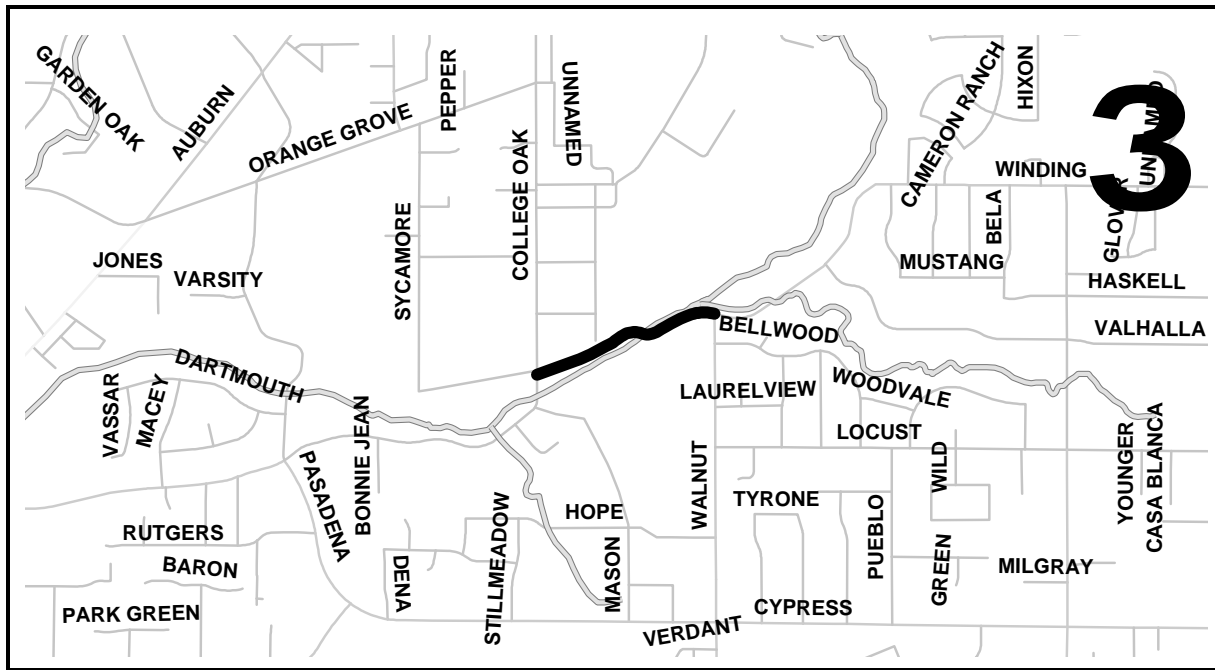 GARDEN OAK
AUBURN
ORANGE GROVE
PEPPER
UNNAMED
COLLEGE OAK
SYCAMORE
CAMERON RANCH
HIXON
3
WINDING
BELA
MUSTANG
HASKELL
VALHALLA
JONES
VARSITY
DARTMOUTH
VASSAR
MACEY
BELLWOOD
LAURELVIEW
WOODVALE
LOCUST
BONNIE JEAN
PASADENA
WALNUT
WILD
YOUNGER
CASA BLANCA
TYRONE
HOPE
PUEBLO
STILLMEADOW
RUTGERS
BARON
DENA
MASON
GREEN
MILGRAY
PARK GREEN
CYPRESS
VERDANT